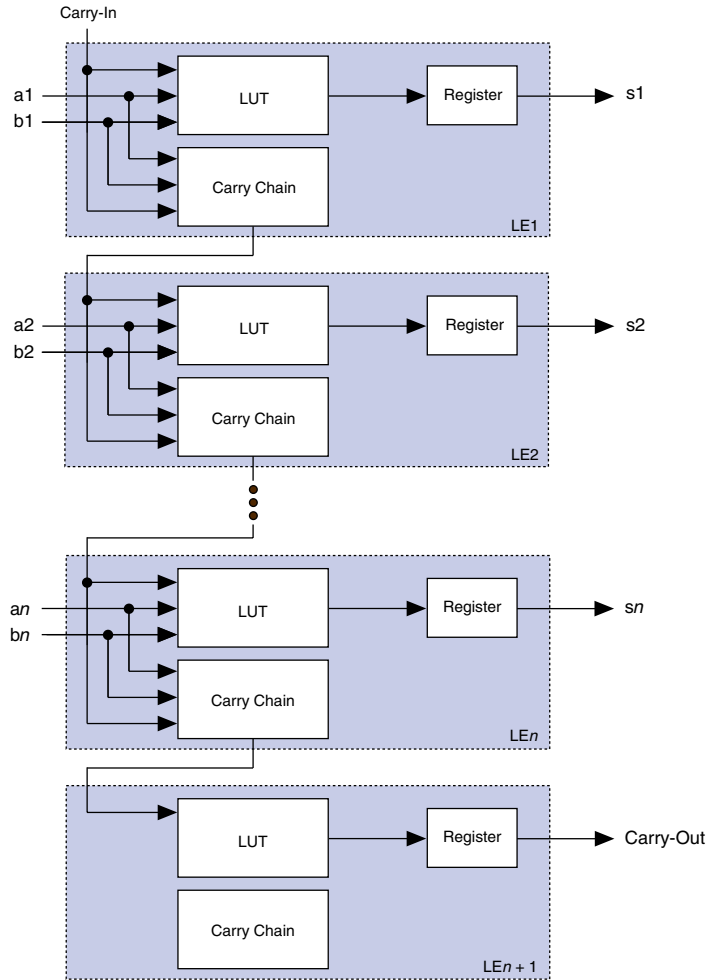 Carry-In
a1
b1
LUT
Register
s1
Carry Chain
LE1
a2
b2
LUT
Register
s2
Carry Chain
LE2
an
bn
LUT
Register
sn
Carry Chain
LEn
LUT
Register
Carry-Out
Carry Chain
LEn + 1